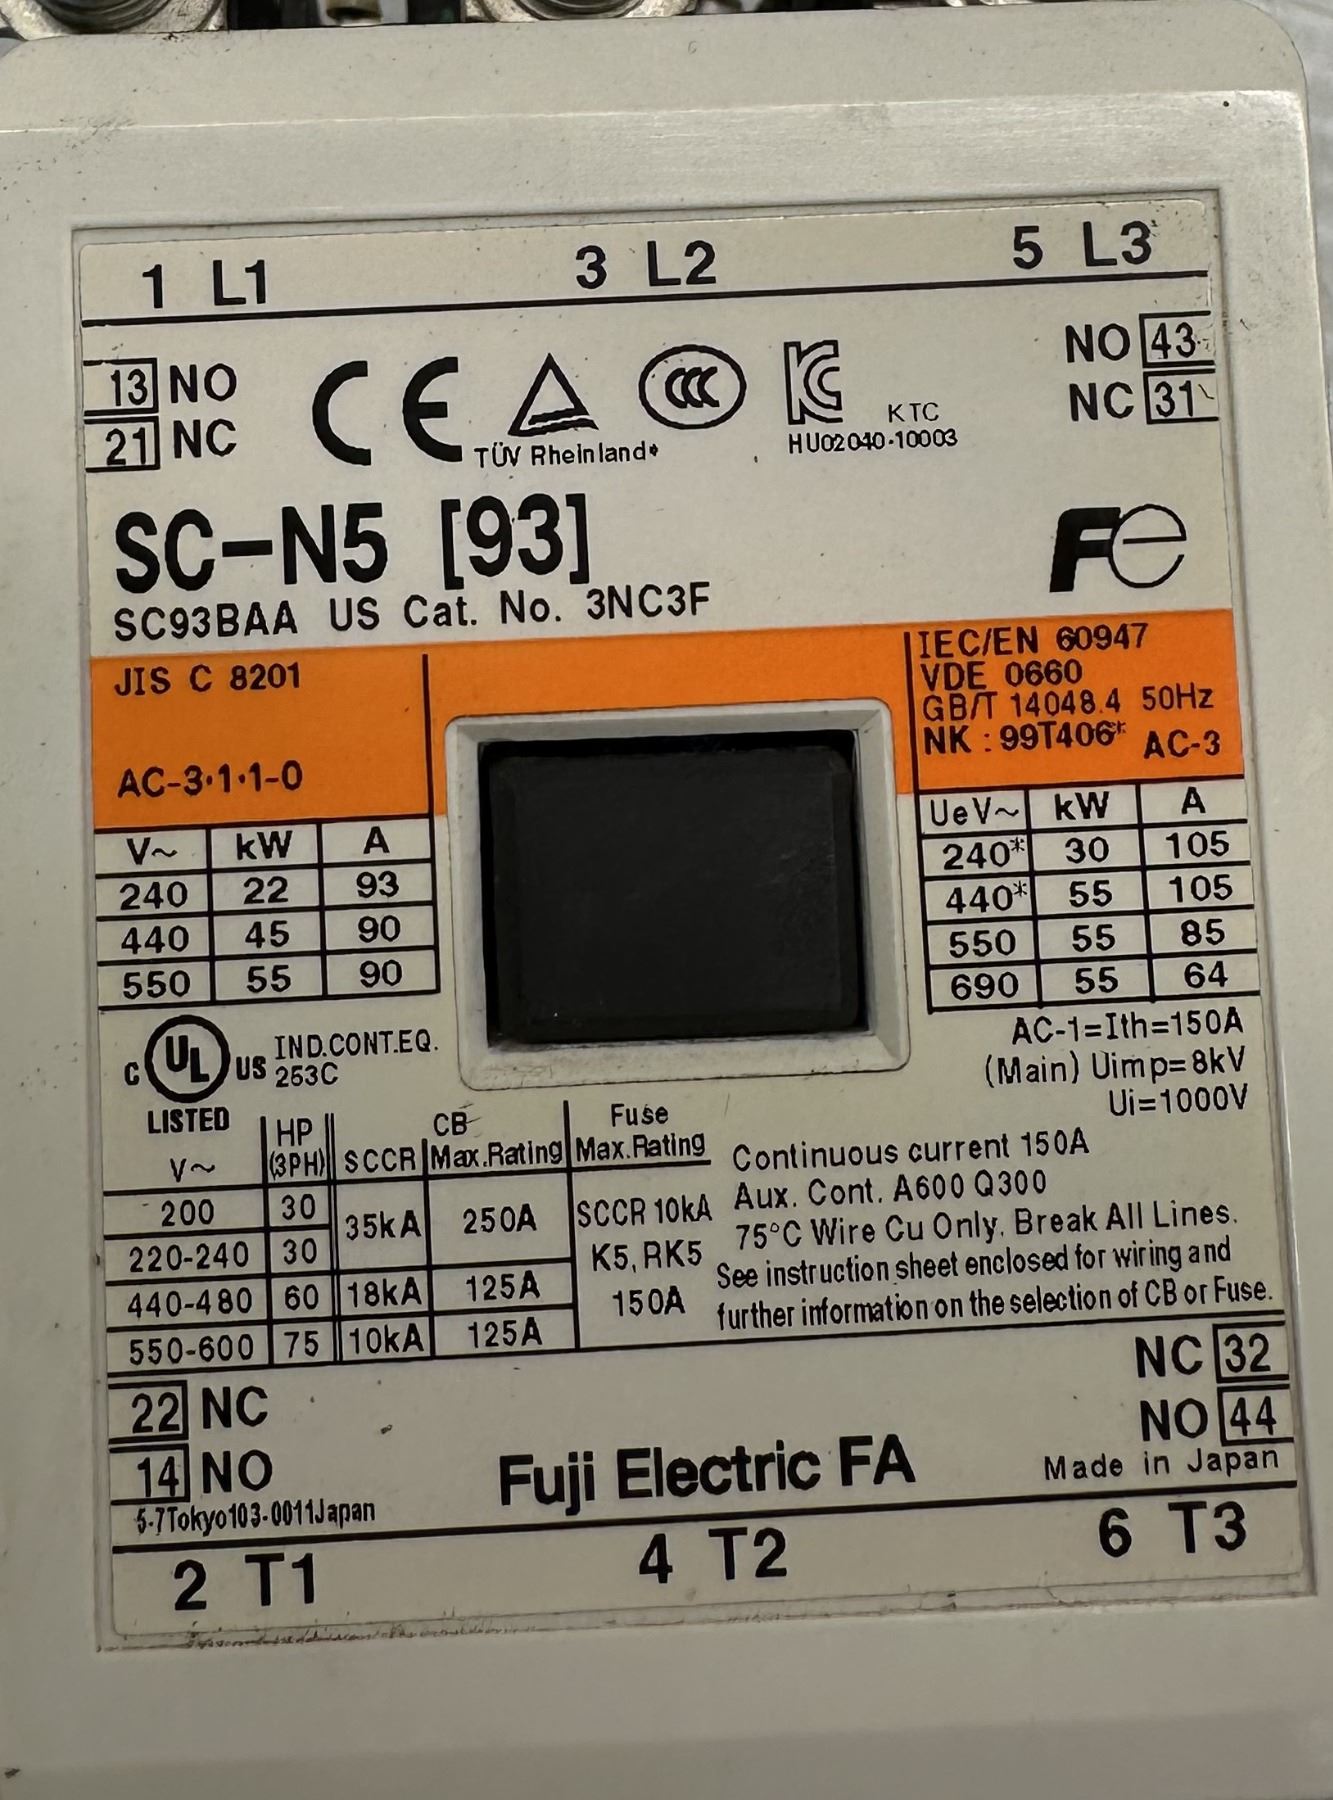 1 L1 3 L2 5 L3
13 NO NO 43
21 NC NC 31
CE
TÜV Rheinland
CCC
KC KTC
HU02040-10003
SC-N5 [93]
Fe
SC93BAA US Cat. No. 3NC3F
JIS C 8201
AC-3·1·1-0
V~ kW A
240 22 93
440 45 90
550 55 90
IEC/EN 60947
VDE 0660
GB/T 14048.4 50Hz
NK : 99T406* AC-3
Ue V~ kW A
240* 30 105
440* 55 105
550 55 85
690 55 64
AC-1=Ith=150A
(Main) Uimp=8kV
Ui=1000V
C UL US IND.CONT.EQ.
253C
LISTED
V~ HP (3PH) SCCR CB Max.Rating Fuse Max.Rating
200 30 35kA 250A SCCR 10kA
220-240 30 K5, RK5
440-480 60 18kA 125A 150A
550-600 75 10kA 125A
Continuous current 150A
Aux. Cont. A600 Q300
75°C Wire Cu Only. Break All Lines.
See instruction sheet enclosed for wiring and
further information on the selection of CB or Fuse.
22 NC NC 32
14 NO NO 44
Fuji Electric FA Made in Japan
5-7Tokyo103-0011Japan
2 T1 4 T2 6 T3